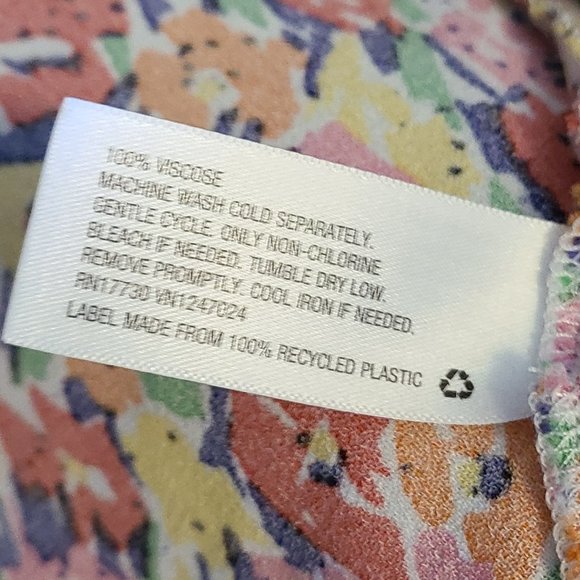 100% VISCOSE
MACHINE WASH COLD SEPARATELY.
GENTLE CYCLE. ONLY NON-CHLORINE
BLEACH IF NEEDED. TUMBLE DRY LOW.
REMOVE PROMPTLY. COOL IRON IF NEEDED.
RN17730 VN1247024
LABEL MADE FROM 100% RECYCLED PLASTIC